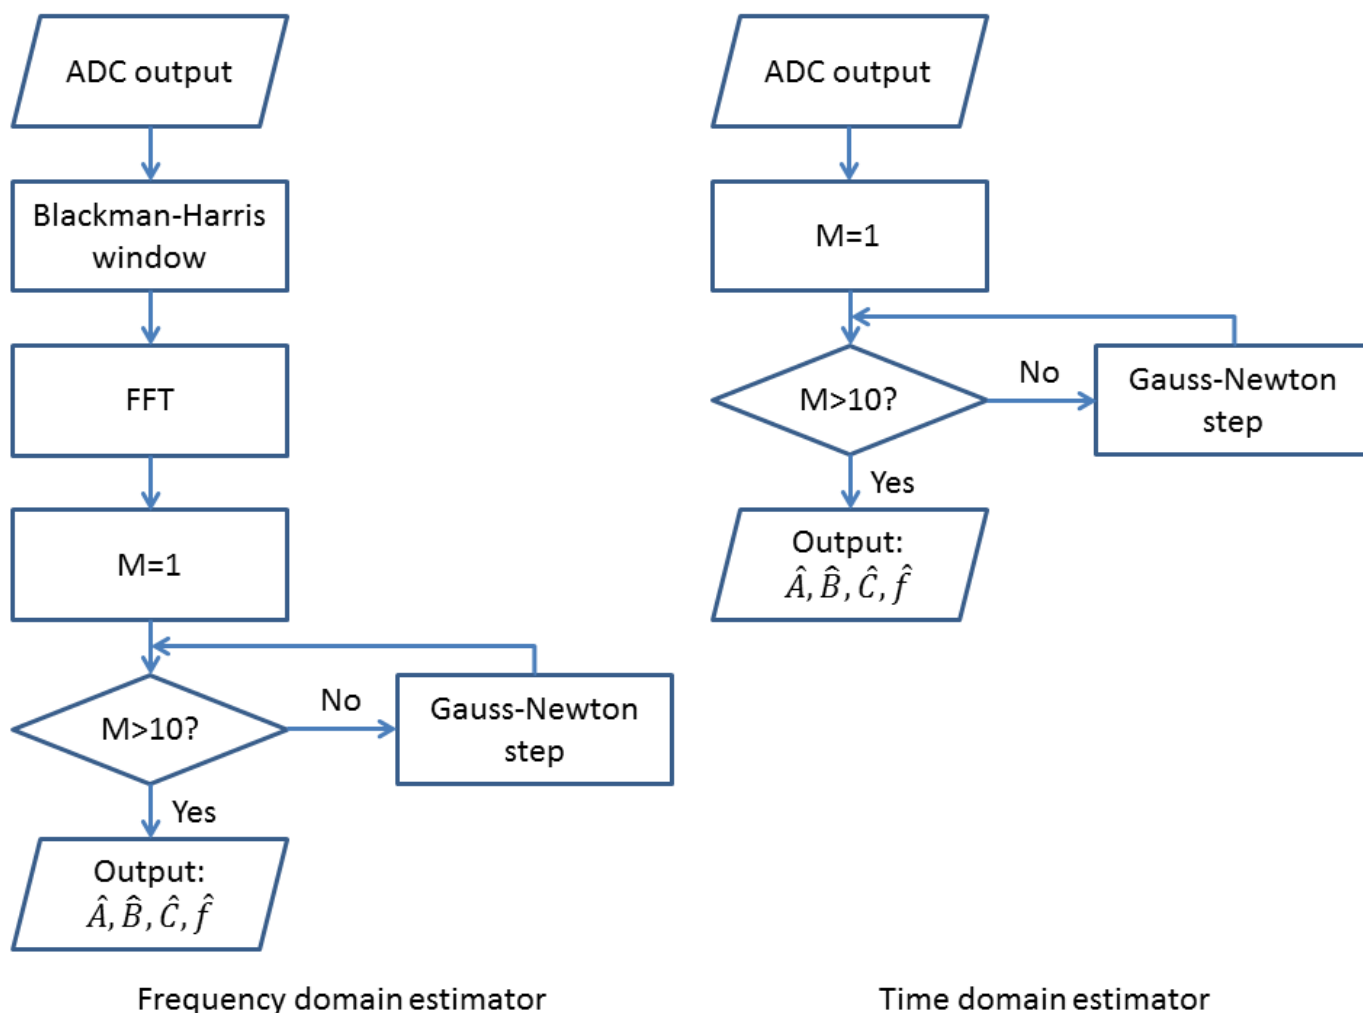 ADC output
Blackman-Harris
window
FFT
M=1
M>10?
No
Gauss-Newton
step
Yes
Output:
Â, B̂, Ĉ, f̂
Frequency domain estimator
ADC output
M=1
M>10?
No
Gauss-Newton
step
Yes
Output:
Â, B̂, Ĉ, f̂
Time domain estimator